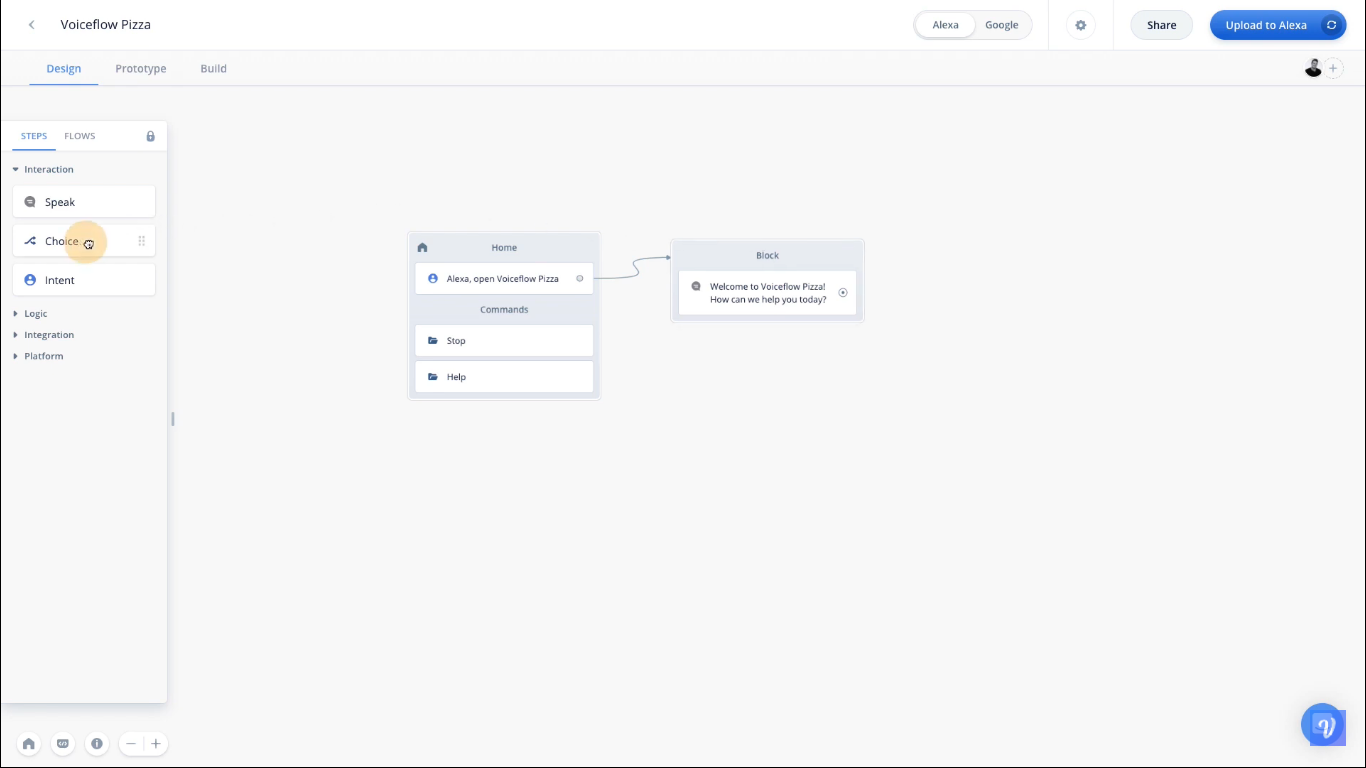 Voiceflow Pizza
Alexa
Google
Share
Upload to Alexa
Design
Prototype
Build
STEPS
FLOWS
Interaction
Speak
Choice
Intent
Logic
Integration
Platform
Home
Alexa, open Voiceflow Pizza
Commands
Stop
Help
Block
Welcome to Voiceflow Pizza!
How can we help you today?